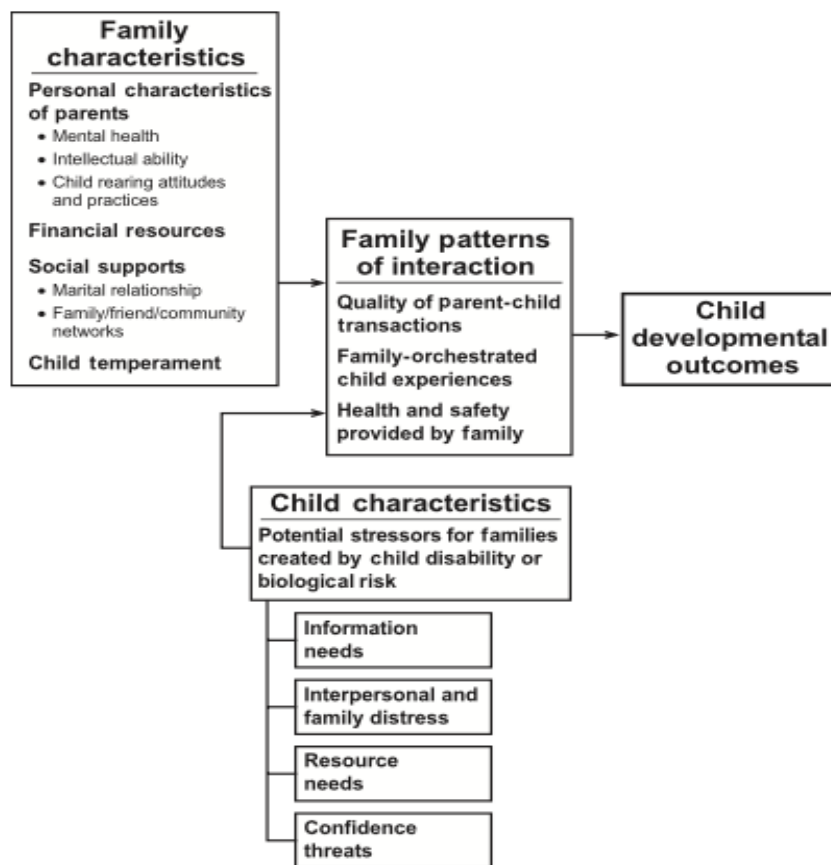 Family
characteristics
Personal characteristics
of parents
• Mental health
• Intellectual ability
• Child rearing attitudes
and practices
Financial resources
Social supports
• Marital relationship
• Family/friend/community
networks
Child temperament
Family patterns
of interaction
Quality of parent-child
transactions
Family-orchestrated
child experiences
Health and safety
provided by family
Child
developmental
outcomes
Child characteristics
Potential stressors for families
created by child disability or
biological risk
Information
needs
Interpersonal and
family distress
Resource
needs
Confidence
threats